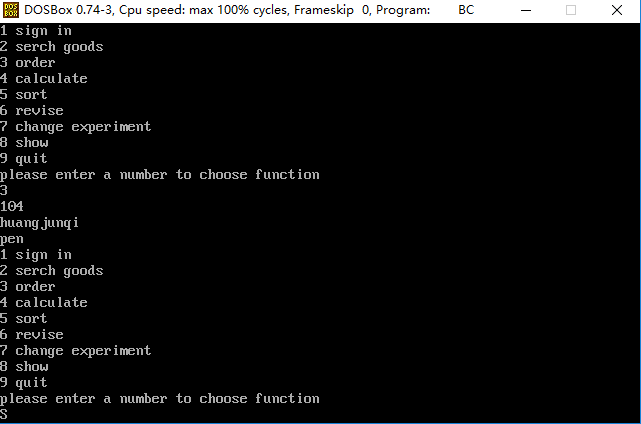 DOS BOX DOSBox 0.74-3, Cpu speed: max 100% cycles, Frameskip 0, Program: BC
1 sign in
2 serch goods
3 order
4 calculate
5 sort
6 revise
7 change experiment
8 show
9 quit
please enter a number to choose function
3
104
huangjunqi
pen
1 sign in
2 serch goods
3 order
4 calculate
5 sort
6 revise
7 change experiment
8 show
9 quit
please enter a number to choose function
S